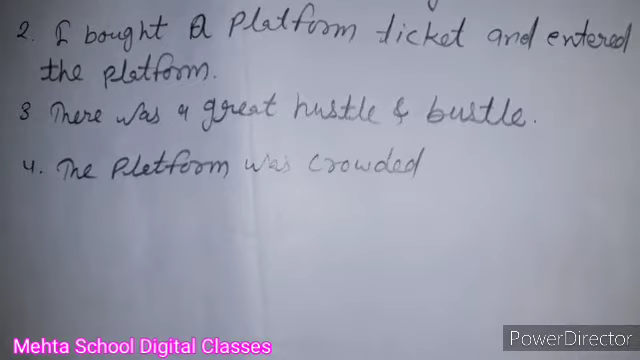 2. I bought a platform ticket and entered
the platform.
3 There was a great hustle & bustle.
4. The Platform was crowded
PowerDirector
Mehta School Digital Classes